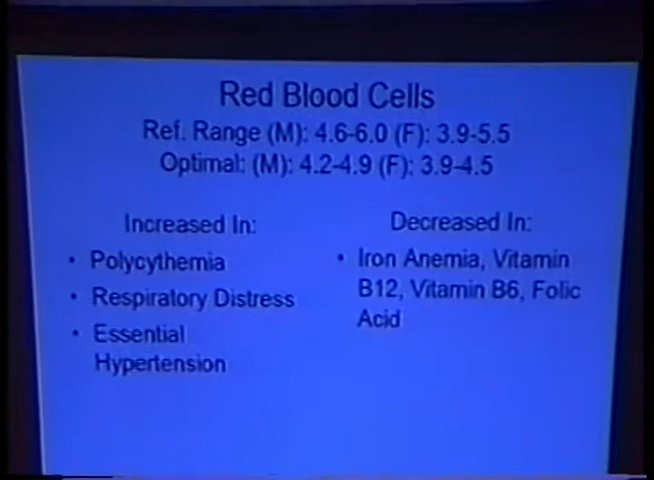 Red Blood Cells
Ref. Range (M): 4.6-6.0 (F): 3.9-5.5
Optimal: (M): 4.2-4.9 (F): 3.9-4.5
Increased In:
• Polycythemia
• Respiratory Distress
• Essential
Hypertension
Decreased In:
• Iron Anemia, Vitamin
B12, Vitamin B6, Folic
Acid